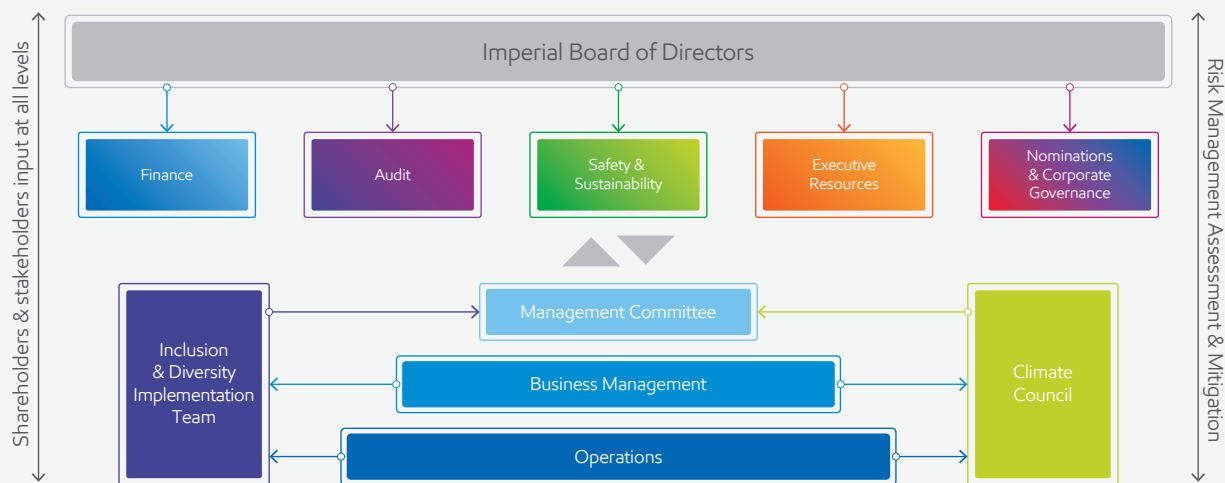 Imperial Board of Directors
Shareholders & stakeholders input at all levels
Risk Management Assessment & Mitigation
Finance
Audit
Safety &
Sustainability
Executive
Resources
Nominations
& Corporate
Governance
Inclusion
& Diversity
Implementation
Team
Management Committee
Business Management
Operations
Climate
Council